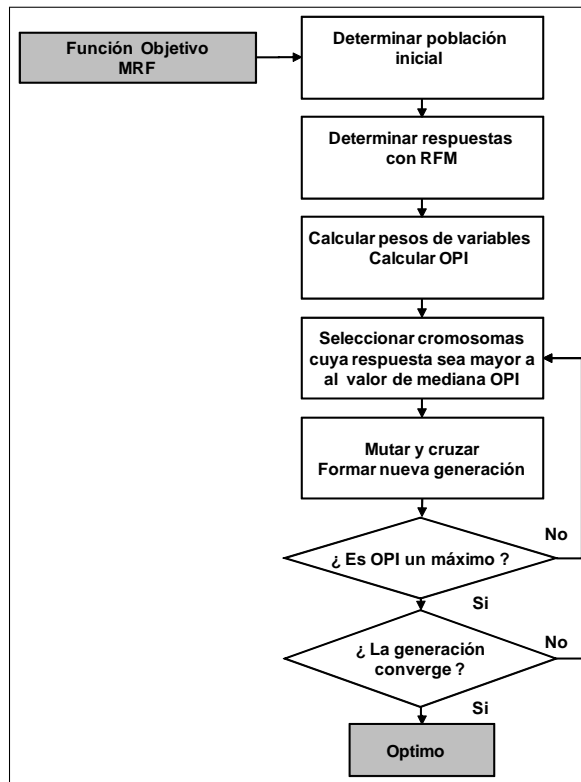 Función Objetivo
MRF
Determinar población
inicial
Determinar respuestas
con RFM
Calcular pesos de variables
Calcular OPI
Seleccionar cromosomas
cuya respuesta sea mayor a
al valor de mediana OPI
Mutar y cruzar
Formar nueva generación
¿ Es OPI un máximo ?
No
Si
¿ La generación
converge ?
No
Si
Optimo